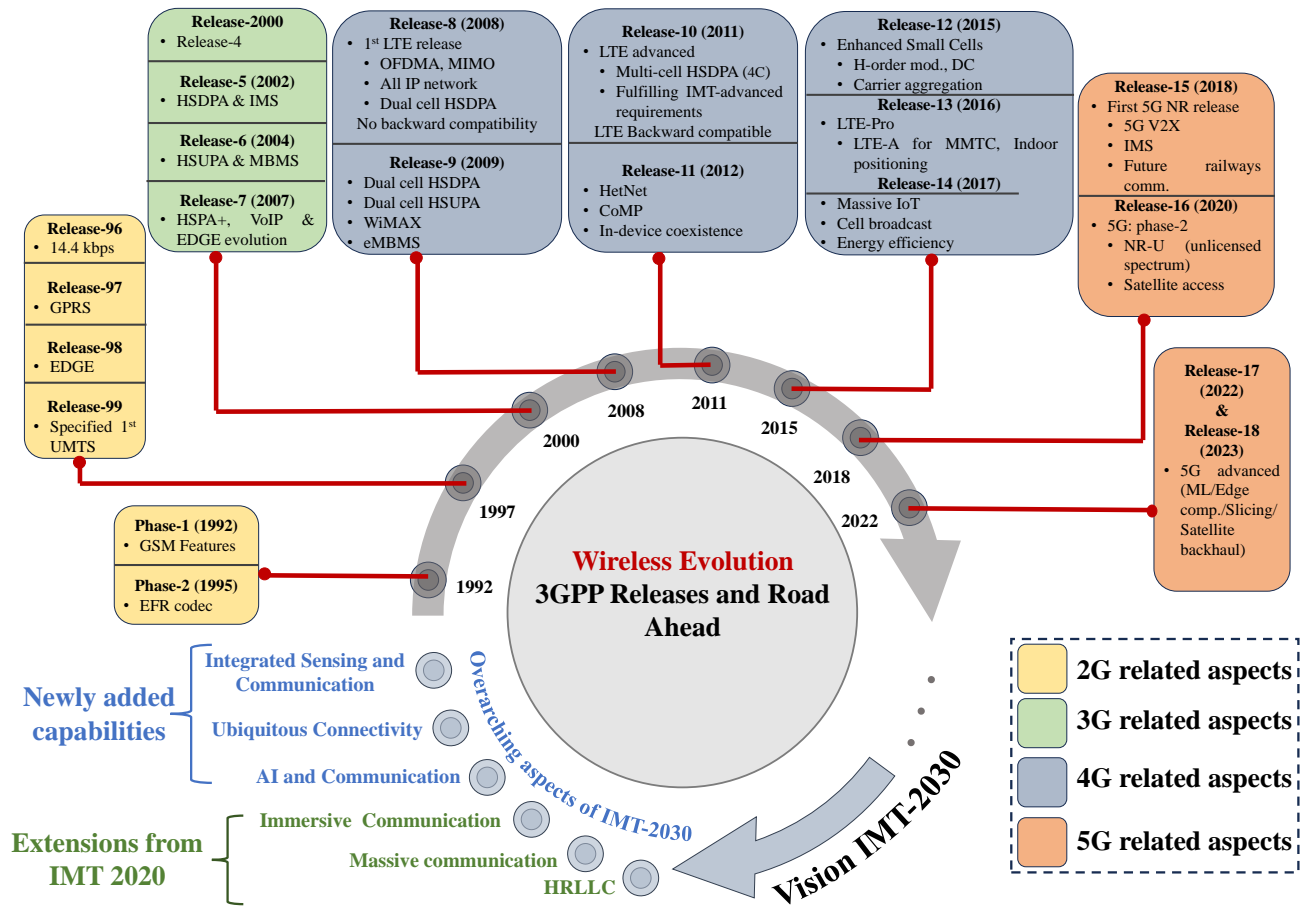 Release-2000
• Release-4
Release-5 (2002)
• HSDPA & IMS
Release-6 (2004)
• HSUPA & MBMS
Release-7 (2007)
• HSPA+, VoIP &
EDGE evolution
Release-8 (2008)
• 1st LTE release
• OFDMA, MIMO
• All IP network
• Dual cell HSDPA
No backward compatibility
Release-9 (2009)
• Dual cell HSDPA
• Dual cell HSUPA
• WiMAX
• eMBMS
Release-10 (2011)
• LTE advanced
• Multi-cell HSDPA (4C)
• Fulfilling IMT-advanced
requirements
LTE Backward compatible
Release-11 (2012)
• HetNet
• CoMP
• In-device coexistence
Release-12 (2015)
• Enhanced Small Cells
• H-order mod., DC
• Carrier aggregation
Release-13 (2016)
• LTE-Pro
• LTE-A for MMTC, Indoor
positioning
Release-14 (2017)
• Massive IoT
• Cell broadcast
• Energy efficiency
Release-15 (2018)
• First 5G NR release
• 5G V2X
• IMS
• Future railways
comm.
Release-16 (2020)
• 5G: phase-2
• NR-U (unlicensed
spectrum)
• Satellite access
Release-96
• 14.4 kbps
Release-97
• GPRS
Release-98
• EDGE
Release-99
• Specified 1st
UMTS
Release-17
(2022)
&
Release-18
(2023)
• 5G advanced
(ML/Edge
comp./Slicing/
Satellite
backhaul)
Phase-1 (1992)
• GSM Features
Phase-2 (1995)
• EFR codec
1992
1997
2000
2008
2011
2015
2018
2022
Wireless Evolution
3GPP Releases and Road
Ahead
Newly added
capabilities
Integrated Sensing and
Communication
Ubiquitous Connectivity
AI and Communication
Extensions from
IMT 2020
Immersive Communication
Massive communication
HRLLC
Overarching aspects of IMT-2030
Vision IMT-2030
2G related aspects
3G related aspects
4G related aspects
5G related aspects